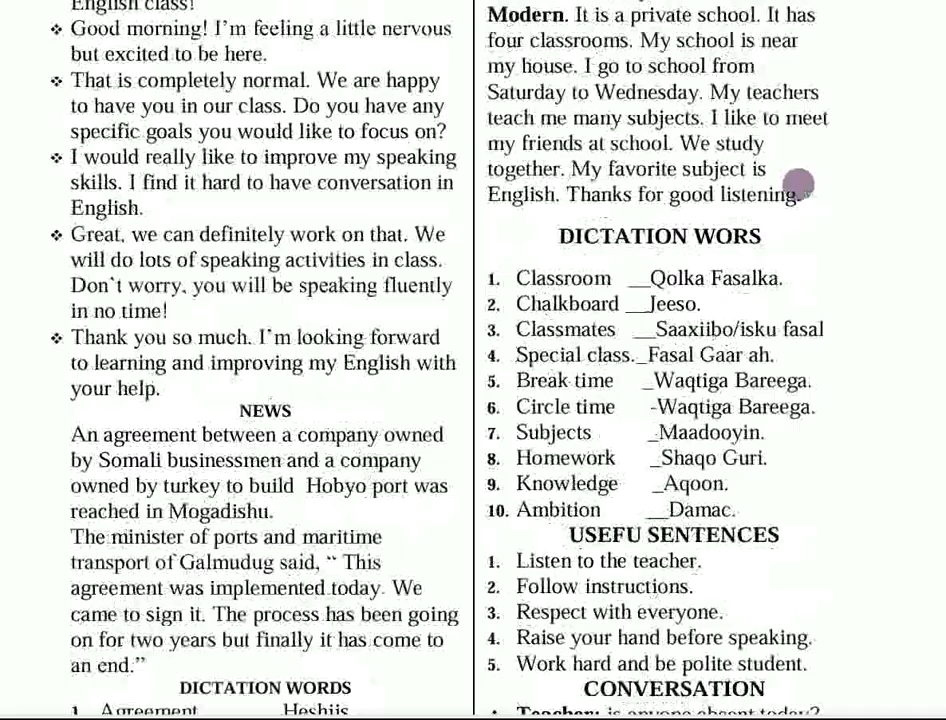 English class!
❖ Good morning! I'm feeling a little nervous
but excited to be here.
❖ That is completely normal. We are happy
to have you in our class. Do you have any
specific goals you would like to focus on?
❖ I would really like to improve my speaking
skills. I find it hard to have conversation in
English.
❖ Great, we can definitely work on that. We
will do lots of speaking activities in class.
Don`t worry, you will be speaking fluently
in no time!
❖ Thank you so much. I'm looking forward
to learning and improving my English with
your help.
NEWS
An agreement between a company owned
by Somali businessmen and a company
owned by turkey to build Hobyo port was
reached in Mogadishu.
The minister of ports and maritime
transport of Galmudug said, “ This
agreement was implemented today. We
came to sign it. The process has been going
on for two years but finally it has come to
an end.”
DICTATION WORDS
1 Agreement Heshiis
Modern. It is a private school. It has
four classrooms. My school is near
my house. I go to school from
Saturday to Wednesday. My teachers
teach me many subjects. I like to meet
my friends at school. We study
together. My favorite subject is
English. Thanks for good listening.
DICTATION WORS
1. Classroom __Qolka Fasalka.
2. Chalkboard __Jeeso.
3. Classmates __Saaxiibo/isku fasal
4. Special class._Fasal Gaar ah.
5. Break time _Waqtiga Bareega.
6. Circle time -Waqtiga Bareega.
7. Subjects _Maadooyin.
8. Homework _Shaqo Guri.
9. Knowledge _Aqoon.
10. Ambition __Damac.
USEFUL SENTENCES
1. Listen to the teacher.
2. Follow instructions.
3. Respect with everyone.
4. Raise your hand before speaking.
5. Work hard and be polite student.
CONVERSATION
• Teacher: is anyone absent today?